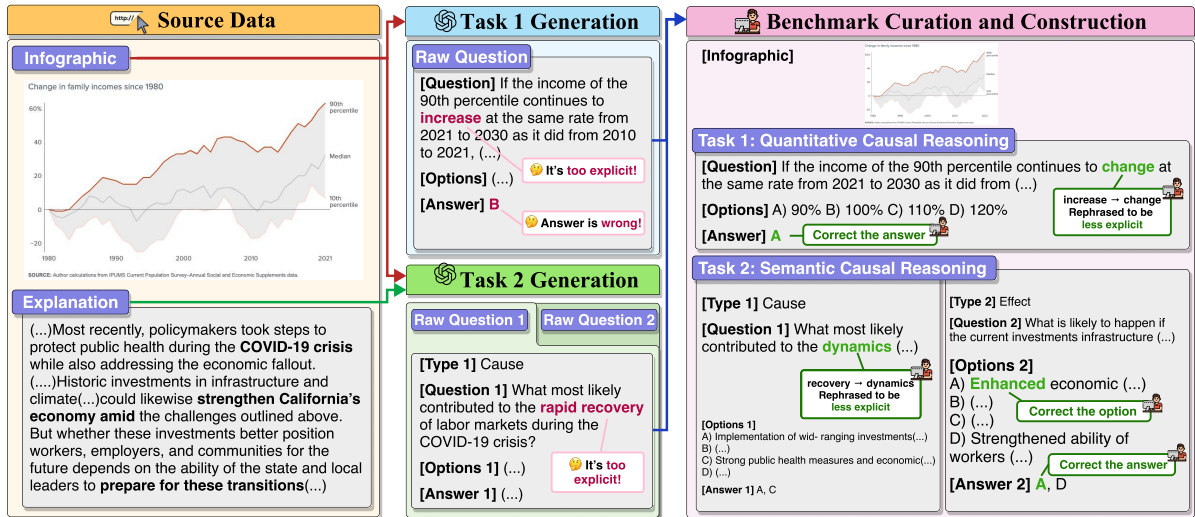 http://
Source Data
Infographic
Change in family incomes since 1980
60%
40
20
0
−20
1980
1990
2000
2010
2021
90th
percentile
Median
10th
percentile
SOURCE: Author calculations from IPUMS Current Population Survey–Annual Social and Economic Supplements data.
Explanation
(...)Most recently, policymakers took steps to
protect public health during the COVID-19 crisis
while also addressing the economic fallout.
(....)Historic investments in infrastructure and
climate(...)could likewise strengthen California's
economy amid the challenges outlined above.
But whether these investments better position
workers, employers, and communities for the
future depends on the ability of the state and local
leaders to prepare for these transitions(...)
Task 1 Generation
Raw Question
[Question] If the income of the
90th percentile continues to
increase at the same rate from
2021 to 2030 as it did from 2010
to 2021, (...)
It's too explicit!
[Options] (...)
[Answer] B
Answer is wrong!
Task 2 Generation
Raw Question 1
Raw Question 2
[Type 1] Cause
[Question 1] What most likely
contributed to the rapid recovery
of labor markets during the
COVID-19 crisis?
[Options 1] (...)
It's too
explicit!
[Answer 1] (...)
Benchmark Curation and Construction
[Infographic]
Change in family incomes since 1980
Task 1: Quantitative Causal Reasoning
[Question] If the income of the 90th percentile continues to change at
the same rate from 2021 to 2030 as it did from (...)
increase → change
Rephrased to be
less explicit
[Options] A) 90% B) 100% C) 110% D) 120%
[Answer] A
Correct the answer
Task 2: Semantic Causal Reasoning
[Type 1] Cause
[Question 1] What most likely
contributed to the dynamics (...)
recovery → dynamics
Rephrased to be
less explicit
[Options 1]
A) Implementation of wid- ranging investments(...)
B) (...)
C) Strong public health measures and economic(...)
D) (...)
[Answer 1] A, C
[Type 2] Effect
[Question 2] What is likely to happen if
the current investments infrastructure (...)
[Options 2]
A) Enhanced economic (...)
B) (...)
Correct the option
C) (...)
D) Strengthened ability of
workers (...)
Correct the answer
[Answer 2] A, D